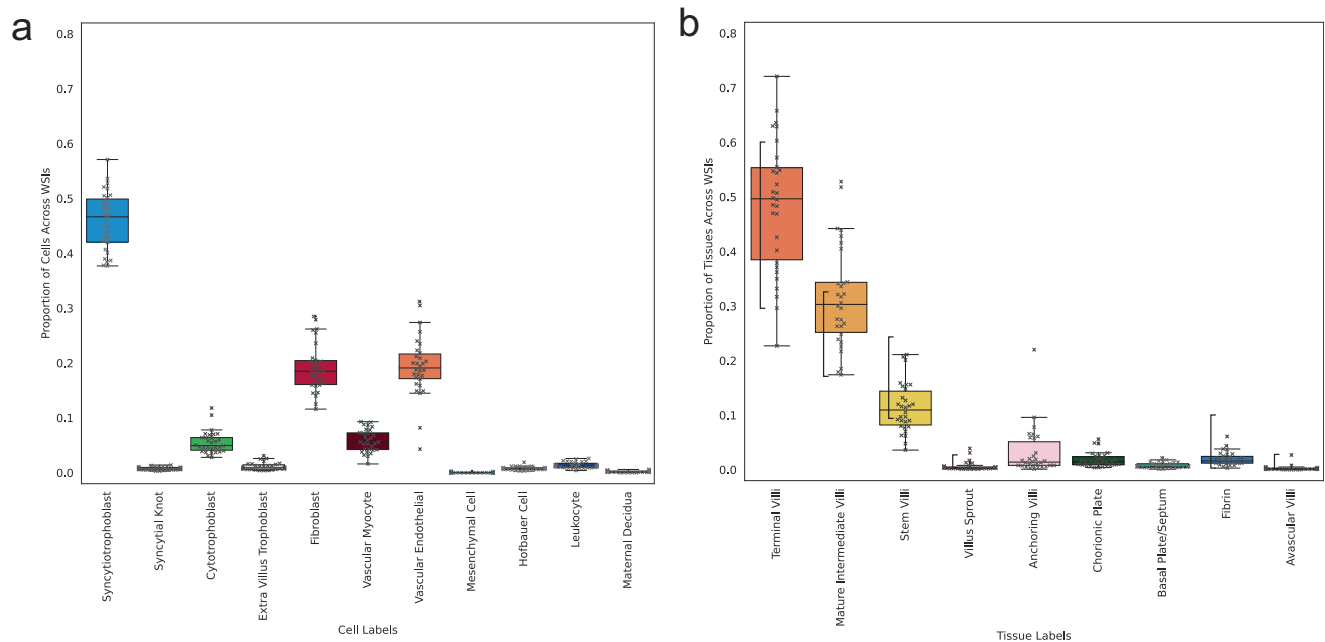 a
Proportion of Cells Across WSIs
0.8
0.7
0.6
0.5
0.4
0.3
0.2
0.1
0.0
Syncytiotrophoblast
Syncytial Knot
Cytotrophoblast
Extra Villus Trophoblast
Fibroblast
Vascular Myocyte
Vascular Endothelial
Mesenchymal Cell
Hofbauer Cell
Leukocyte
Maternal Decidua
Cell Labels
b
Proportion of Tissues Across WSIs
0.8
0.7
0.6
0.5
0.4
0.3
0.2
0.1
0.0
Terminal Villi
Mature Intermediate Villi
Stem Villi
Villus Sprout
Anchoring Villi
Chorionic Plate
Basal Plate/Septum
Fibrin
Avascular Villi
Tissue Labels